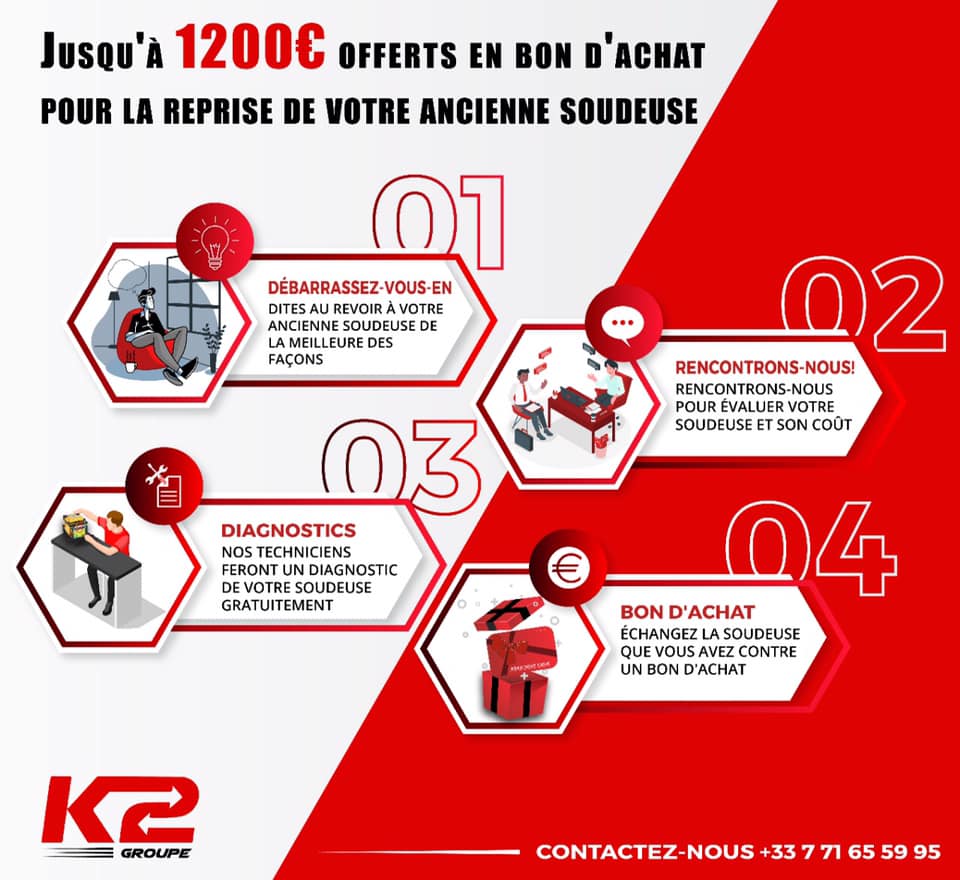 JUSQU'À 1200€ OFFERTS EN BON D'ACHAT
POUR LA REPRISE DE VOTRE ANCIENNE SOUDEUSE
01
DÉBARRASSEZ-VOUS-EN
DITES AU REVOIR À VOTRE
ANCIENNE SOUDEUSE DE
LA MEILLEURE DES
FAÇONS
02
RENCONTRONS-NOUS!
RENCONTRONS-NOUS
POUR ÉVALUER VOTRE
SOUDEUSE ET SON COÛT
03
DIAGNOSTICS
NOS TECHNICIENS
FERONT UN DIAGNOSTIC
DE VOTRE SOUDEUSE
GRATUITEMENT
04
€
BON D'ACHAT
ÉCHANGEZ LA SOUDEUSE
QUE VOUS AVEZ CONTRE
UN BON D'ACHAT
K2
GROUPE
CONTACTEZ-NOUS +33 7 71 65 59 95